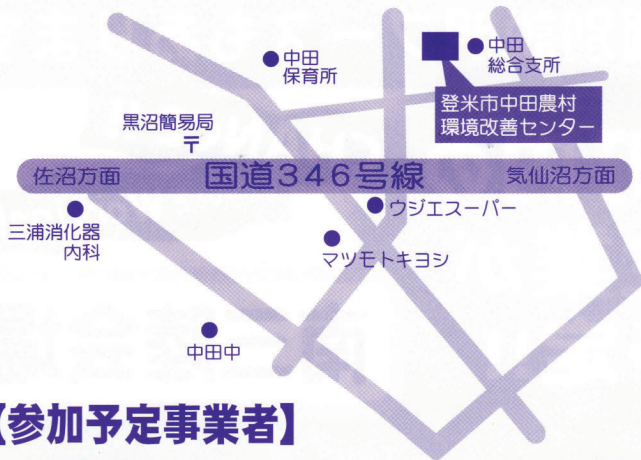 中田
保育所
中田
総合支所
登米市中田農村
環境改善センター
黒沼簡易局
〒
佐沼方面
国道346号線
気仙沼方面
三浦消化器
内科
ウジエスーパー
マツモトキヨシ
中田中
【参加予定事業者】